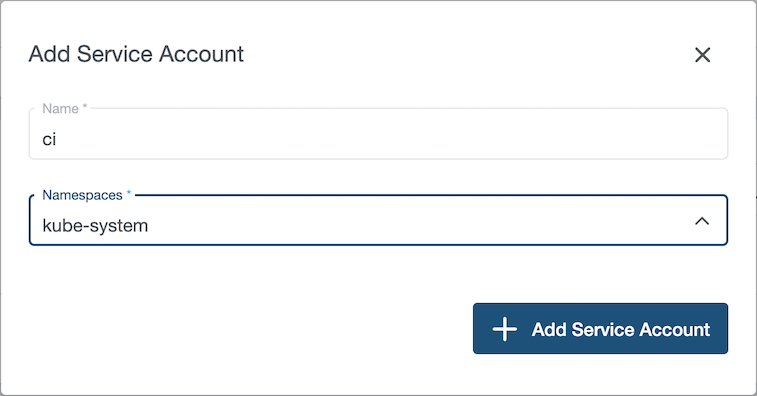 Add Service Account
Name *
ci
Namespaces *
kube-system
Add Service Account